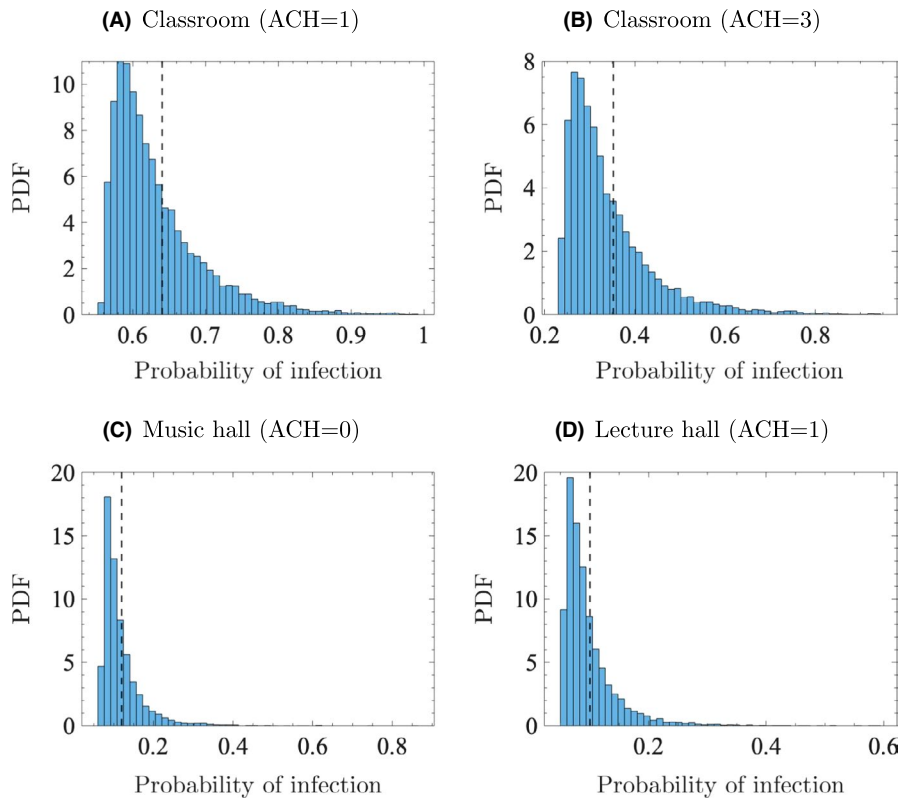 (A) Classroom (ACH=1)
10
8
6
4
2
0
PDF
0.6 0.7 0.8 0.9 1
Probability of infection
(B) Classroom (ACH=3)
8
6
4
2
0
PDF
0.2 0.4 0.6 0.8
Probability of infection
(C) Music hall (ACH=0)
20
15
10
5
0
PDF
0.2 0.4 0.6 0.8
Probability of infection
(D) Lecture hall (ACH=1)
20
15
10
5
0
PDF
0.2 0.4 0.6
Probability of infection